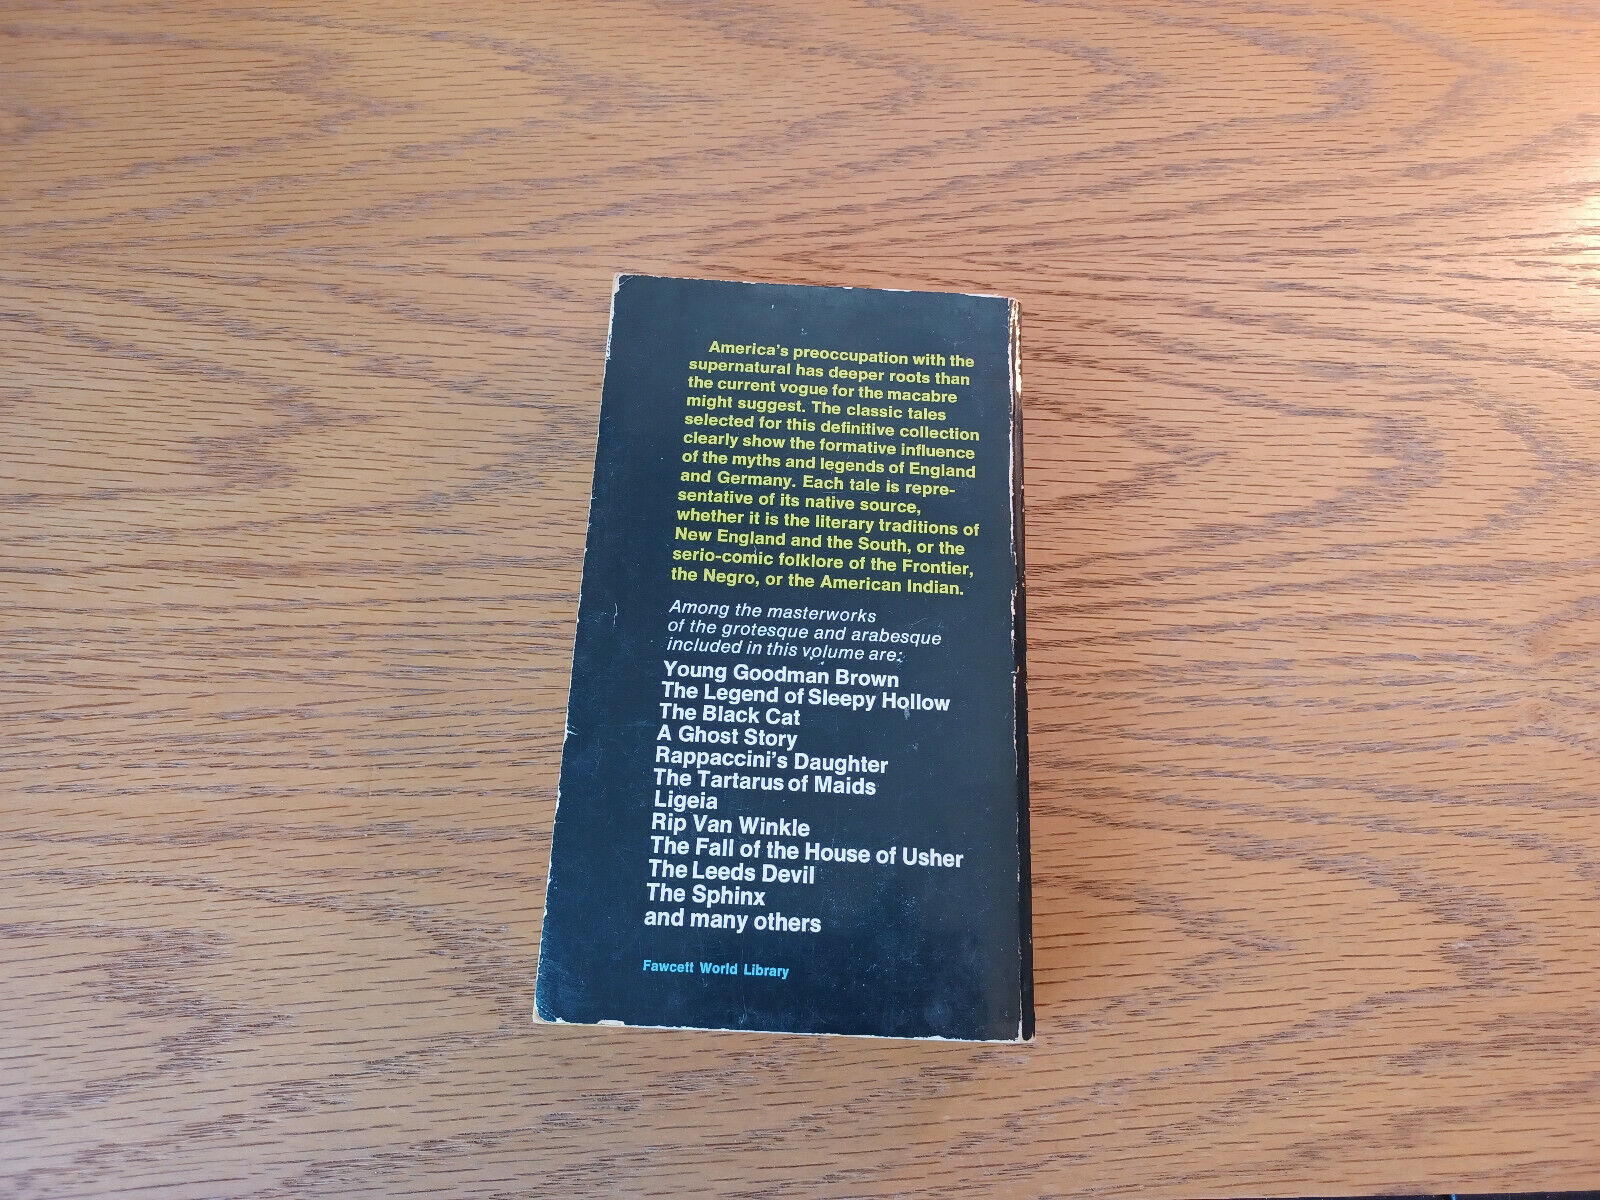 America's preoccupation with the
supernatural has deeper roots than
the current vogue for the macabre
might suggest. The classic tales
selected for this definitive collection
clearly show the formative influence
of the myths and legends of England
and Germany. Each tale is repre-
sentative of its native source,
whether it is the literary traditions of
New England and the South, or the
serio-comic folklore of the Frontier,
the Negro, or the American Indian.
Among the masterworks
of the grotesque and arabesque
included in this volume are:
Young Goodman Brown
The Legend of Sleepy Hollow
The Black Cat
A Ghost Story
Rappaccini's Daughter
The Tartarus of Maids
Ligeia
Rip Van Winkle
The Fall of the House of Usher
The Leeds Devil
The Sphinx
and many others
Fawcett World Library